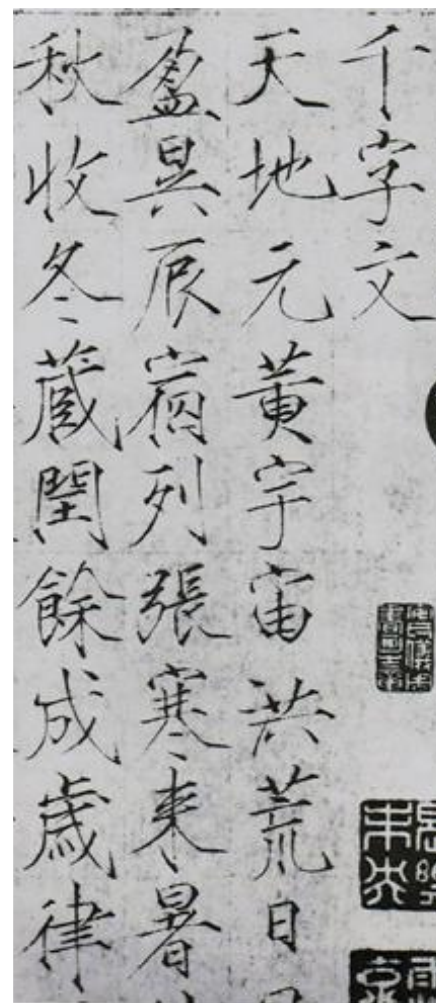 千字文
天地元黃宇宙洪荒日
盈昃辰宿列張寒來暑
秋收冬藏閏餘成歲律